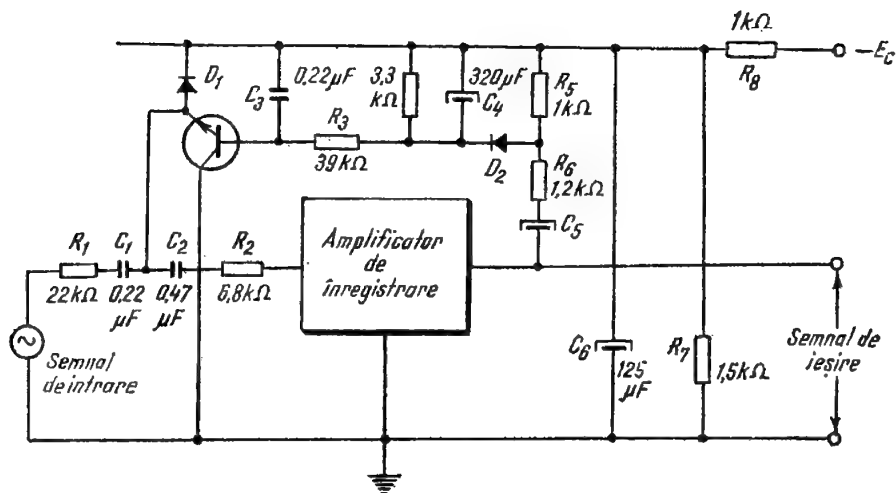 1kΩ
−E_C
R8
D1
0,22μF
C3
3,3
kΩ
320μF
C4
R5
1kΩ
R3
39kΩ
D2
R6
1,2kΩ
C5
R1
C1
C2
R2
22kΩ
0,22
μF
0,47
μF
6,8kΩ
Amplificator
de
înregistrare
Semnal
de intrare
C6
125
μF
R7
1,5kΩ
Semnal de
ieșire